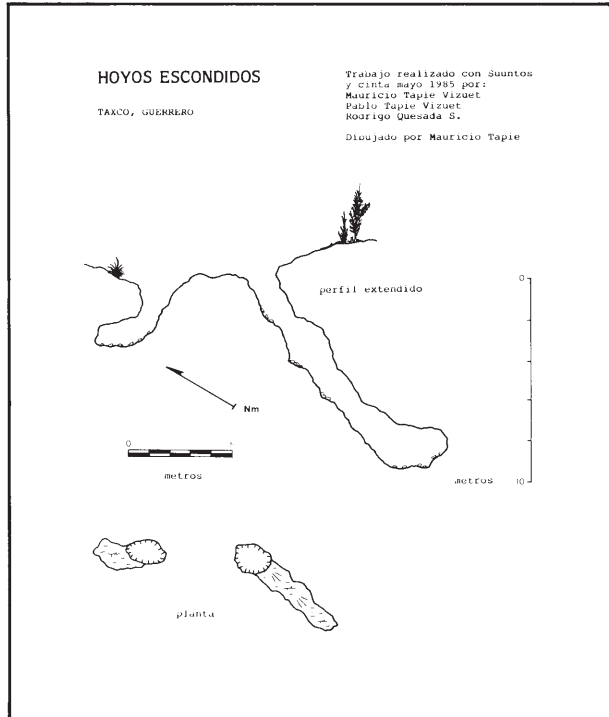 HOYOS ESCONDIDOS
TAXCO, GUERRERO
Trabajo realizado con Suuntos
y cinta mayo 1985 por:
Mauricio Tapie Vizuet
Pablo Tapie Vizuet
Rodrigo Quesada S.
Dibujado por Mauricio Tapie
perfil extendido
0
Nm
0 5
metros
metros
10
planta